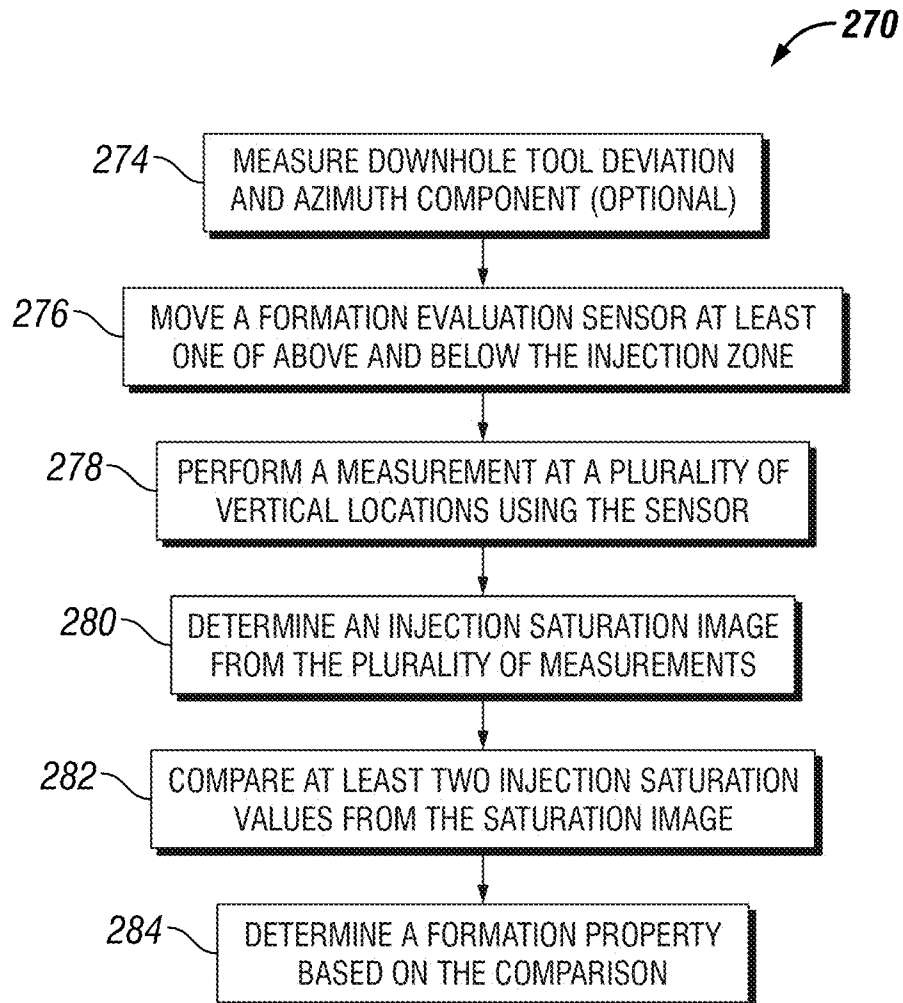 270
274
MEASURE DOWNHOLE TOOL DEVIATION
AND AZIMUTH COMPONENT (OPTIONAL)
276
MOVE A FORMATION EVALUATION SENSOR AT LEAST
ONE OF ABOVE AND BELOW THE INJECTION ZONE
278
PERFORM A MEASUREMENT AT A PLURALITY OF
VERTICAL LOCATIONS USING THE SENSOR
280
DETERMINE AN INJECTION SATURATION IMAGE
FROM THE PLURALITY OF MEASUREMENTS
282
COMPARE AT LEAST TWO INJECTION SATURATION
VALUES FROM THE SATURATION IMAGE
284
DETERMINE A FORMATION PROPERTY
BASED ON THE COMPARISON